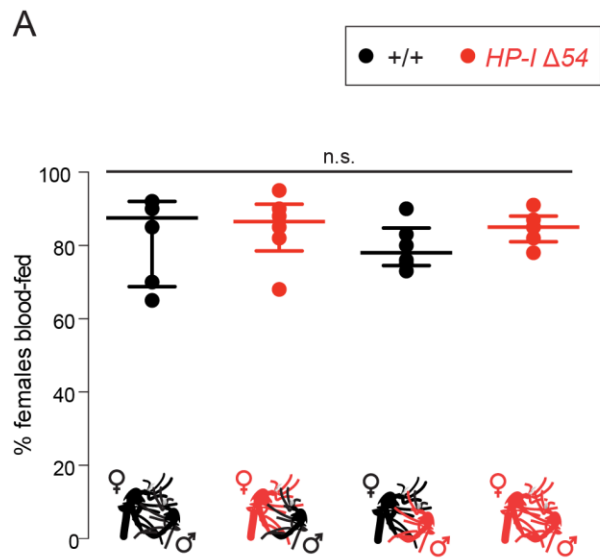 A
+/+ HP-I Δ54
n.s.
100
80
60
40
20
0
% females blood-fed
♀ ♂ ♀ ♂ ♀ ♂ ♀ ♂